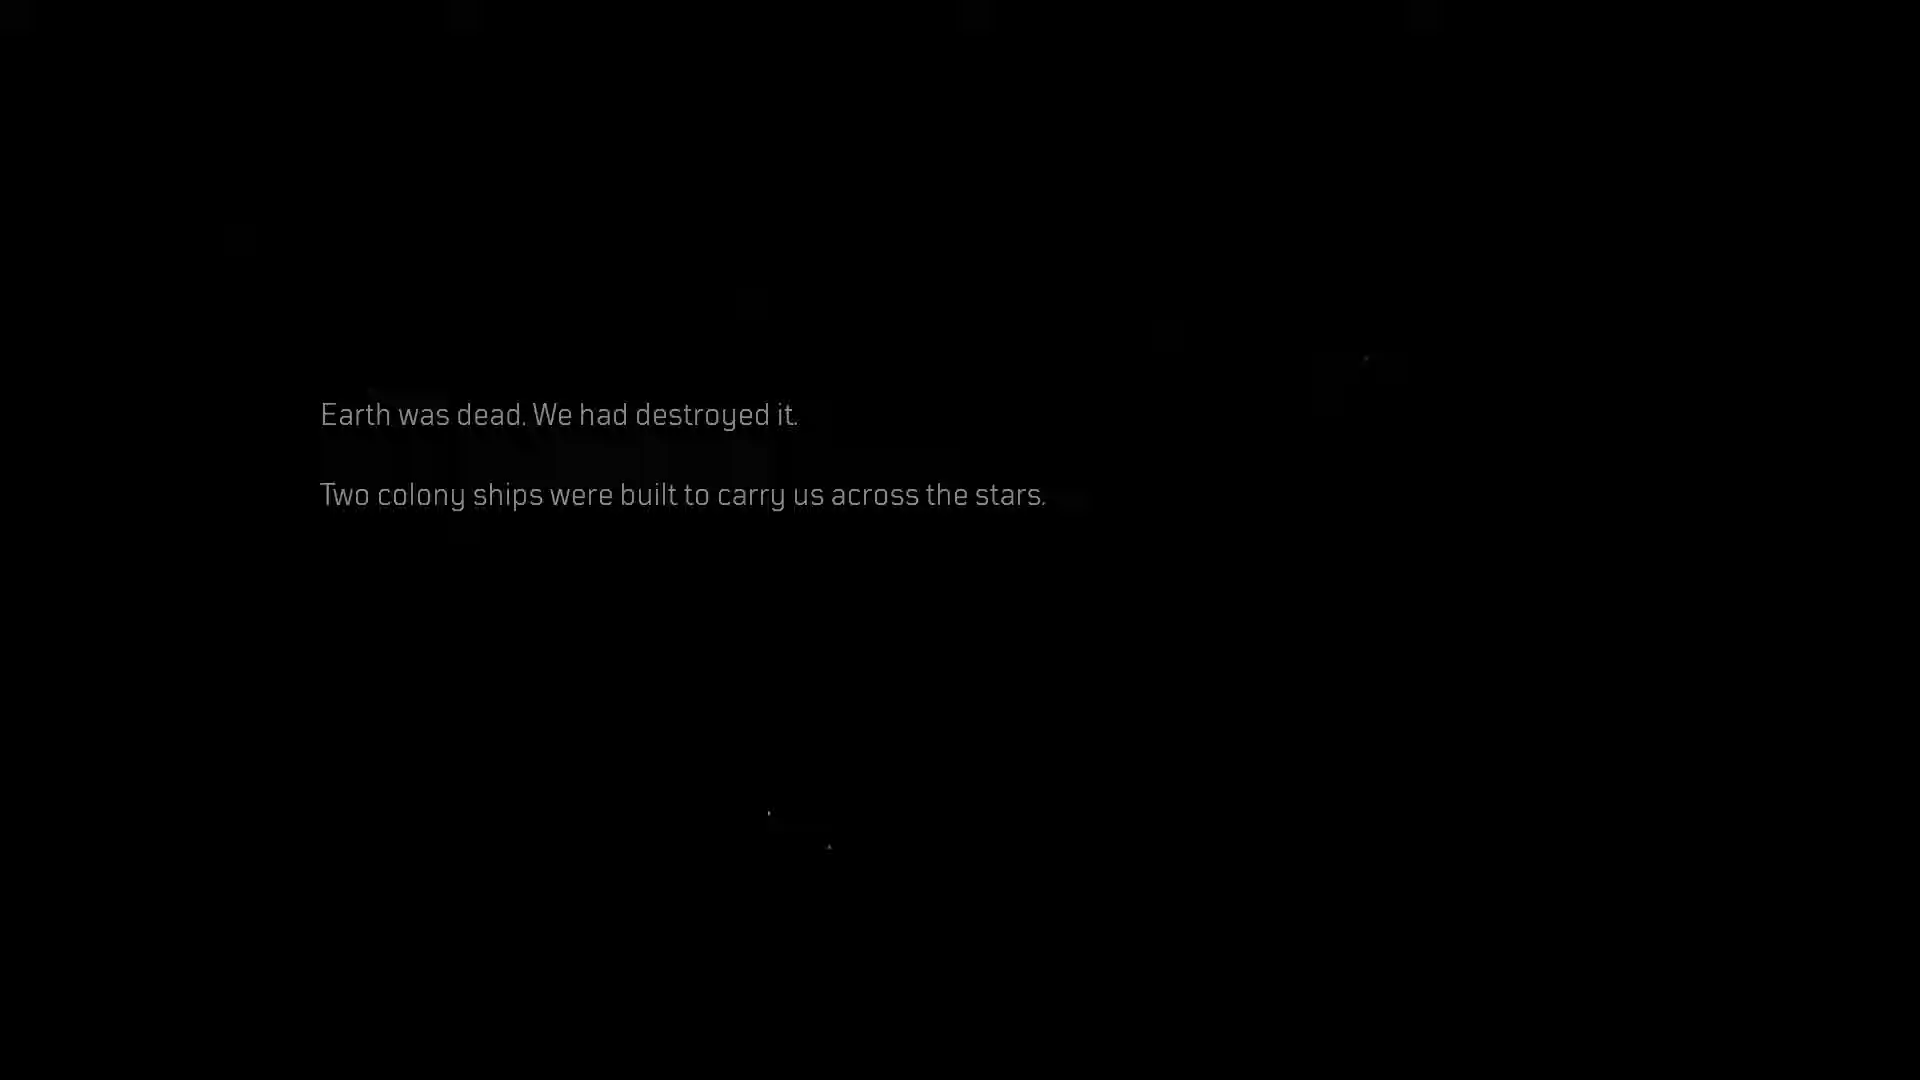 Earth was dead. We had destroyed it.
Two colony ships were built to carry us across the stars.